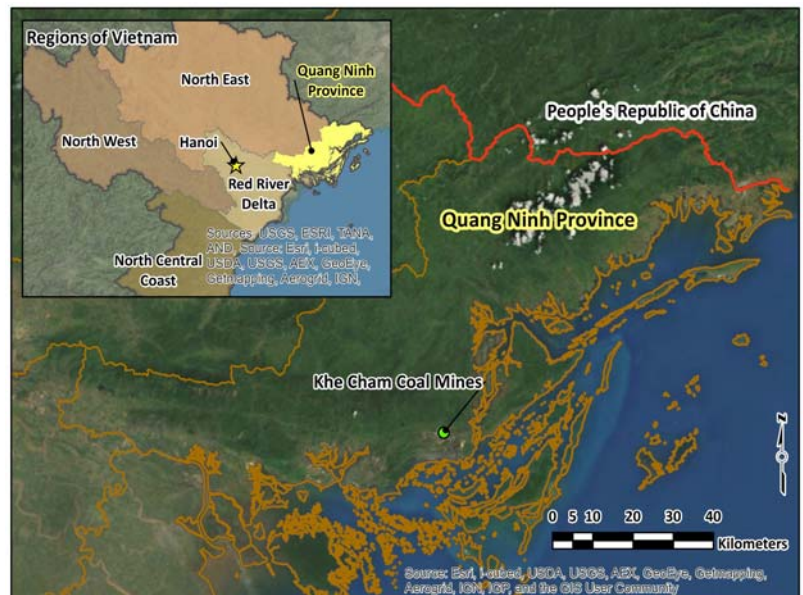 Regions of Vietnam
North East
Quang Ninh
Province
North West
Hanoi
Red River
Delta
North Central
Coast
Sources, USGS, ESRI, TANA,
AND, Source: Esri, i-cubed,
USDA, USGS, AEX, GeoEye,
Getmapping, Aerogrid, IGN,
People's Republic of China
Quang Ninh Province
Khe Cham Coal Mines
N
0 5 10 20 30 40
Kilometers
Source: Esri, i-cubed, USDA, USGS, AEX, GeoEye, Getmapping,
Aerogrid, IGN, IGP, and the GIS User Community